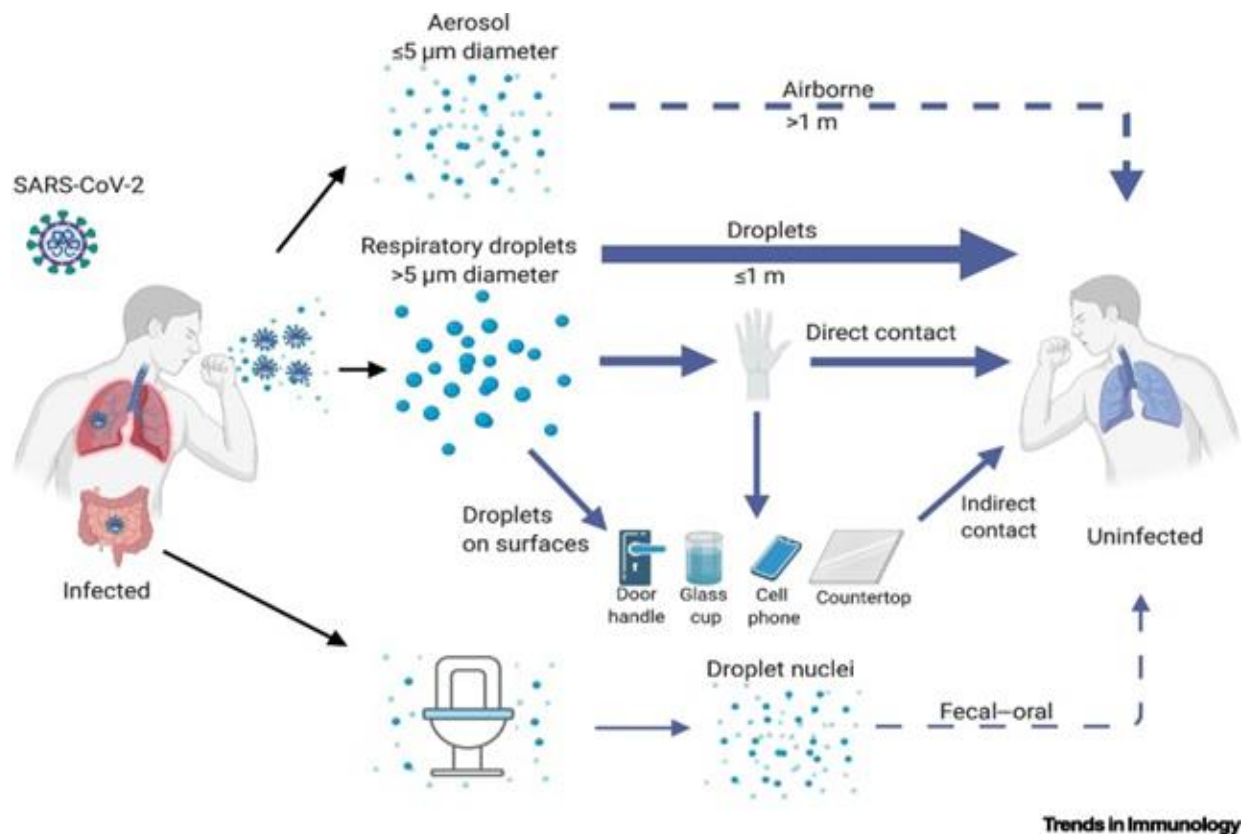 Aerosol
≤5 µm diameter
Airborne
>1 m
SARS-CoV-2
Respiratory droplets
>5 µm diameter
Droplets
≤1 m
Direct contact
Droplets
on surfaces
Indirect
contact
Uninfected
Infected
Door
handle
Glass
cup
Cell
phone
Countertop
Droplet nuclei
Fecal–oral
Trends in Immunology